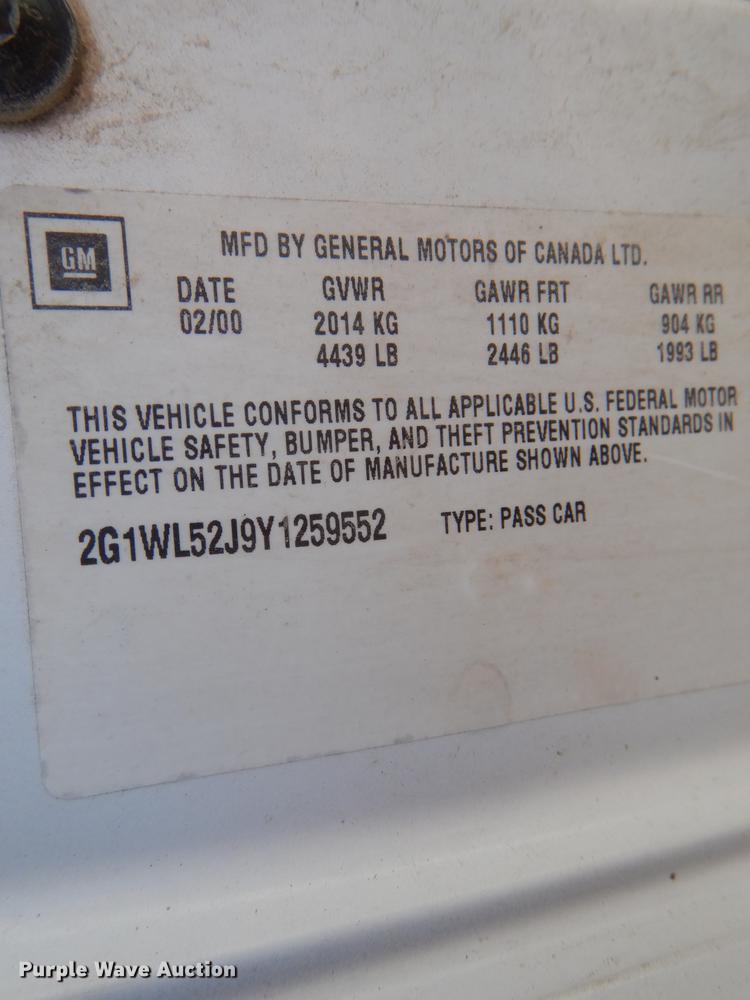 GM
MFD BY GENERAL MOTORS OF CANADA LTD.
DATE GVWR GAWR FRT GAWR RR
02/00 2014 KG 1110 KG 904 KG
4439 LB 2446 LB 1993 LB
THIS VEHICLE CONFORMS TO ALL APPLICABLE U.S. FEDERAL MOTOR
VEHICLE SAFETY, BUMPER, AND THEFT PREVENTION STANDARDS IN
EFFECT ON THE DATE OF MANUFACTURE SHOWN ABOVE.
2G1WL52J9Y1259552 TYPE: PASS CAR
Purple Wave Auction